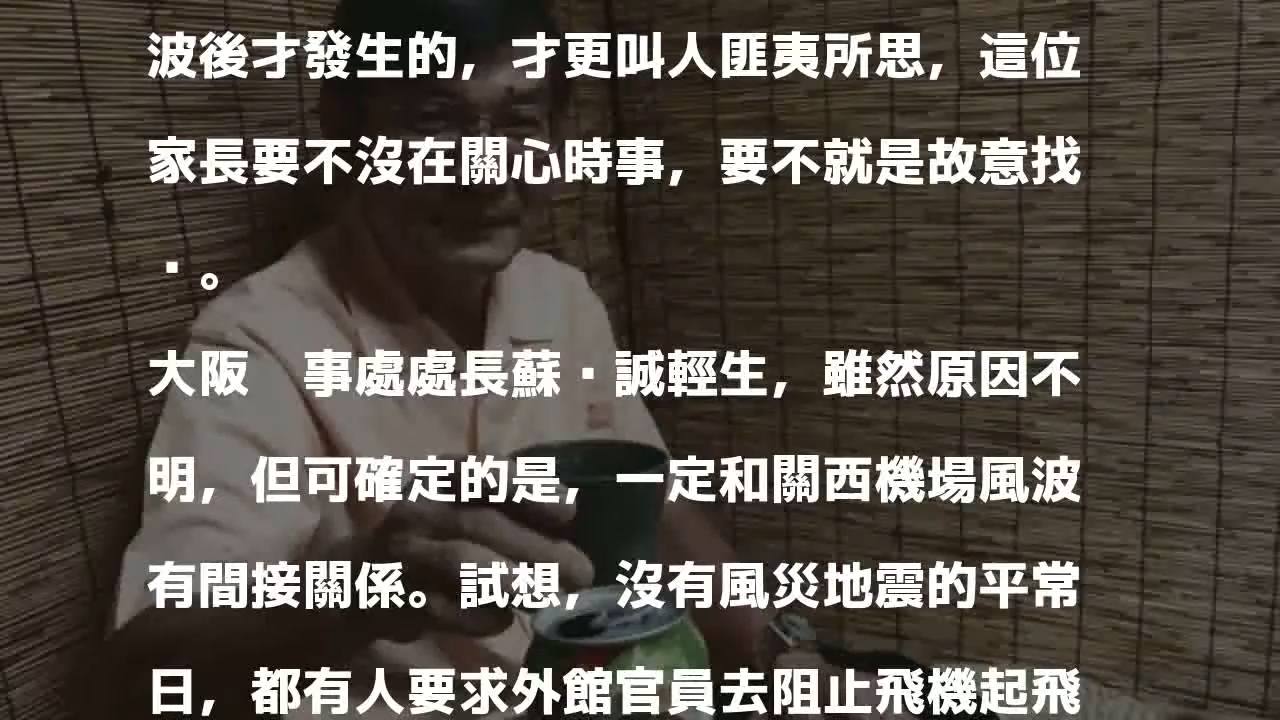 波後才發生的，才更叫人匪夷所思，這位
家長要不沒在關心時事，要不就是故意找
▪。
大阪　事處處長蘇▪誠輕生，雖然原因不
明，但可確定的是，一定和關西機場風波
有間接關係。試想，沒有風災地震的平常
日，都有人要求外館官員去阻止飛機起飛